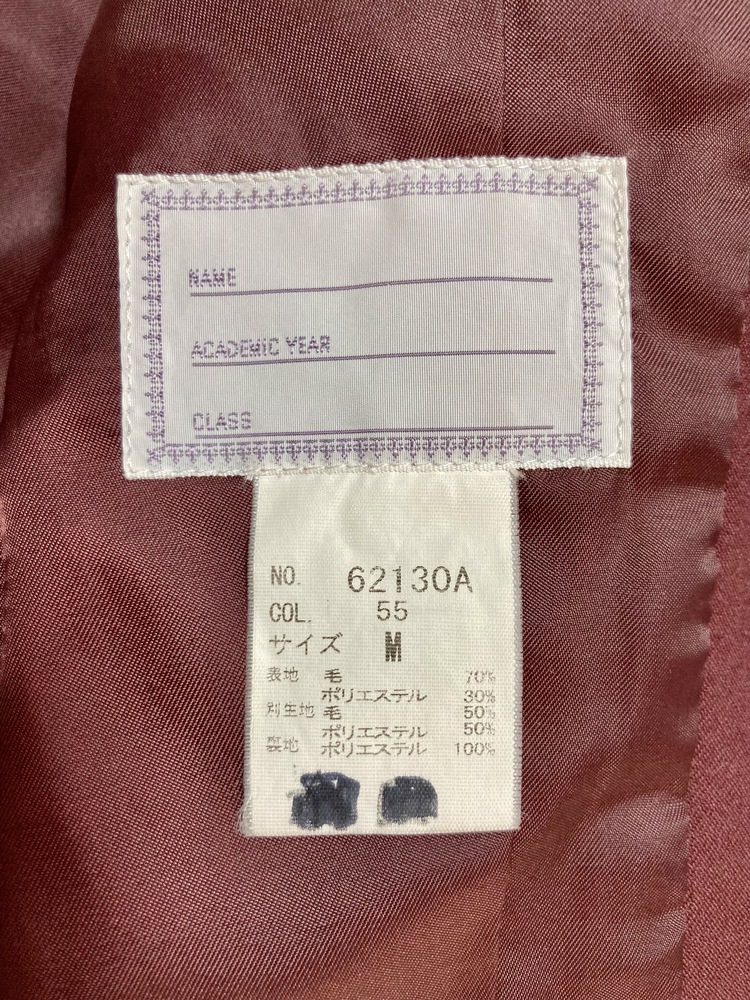 NAME
ACADEMIC YEAR
CLASS
NO. 62130A
COL. 55
サイズ M
表地 毛 70%
ポリエステル 30%
別生地 毛 50%
ポリエステル 50%
裏地 ポリエステル 100%